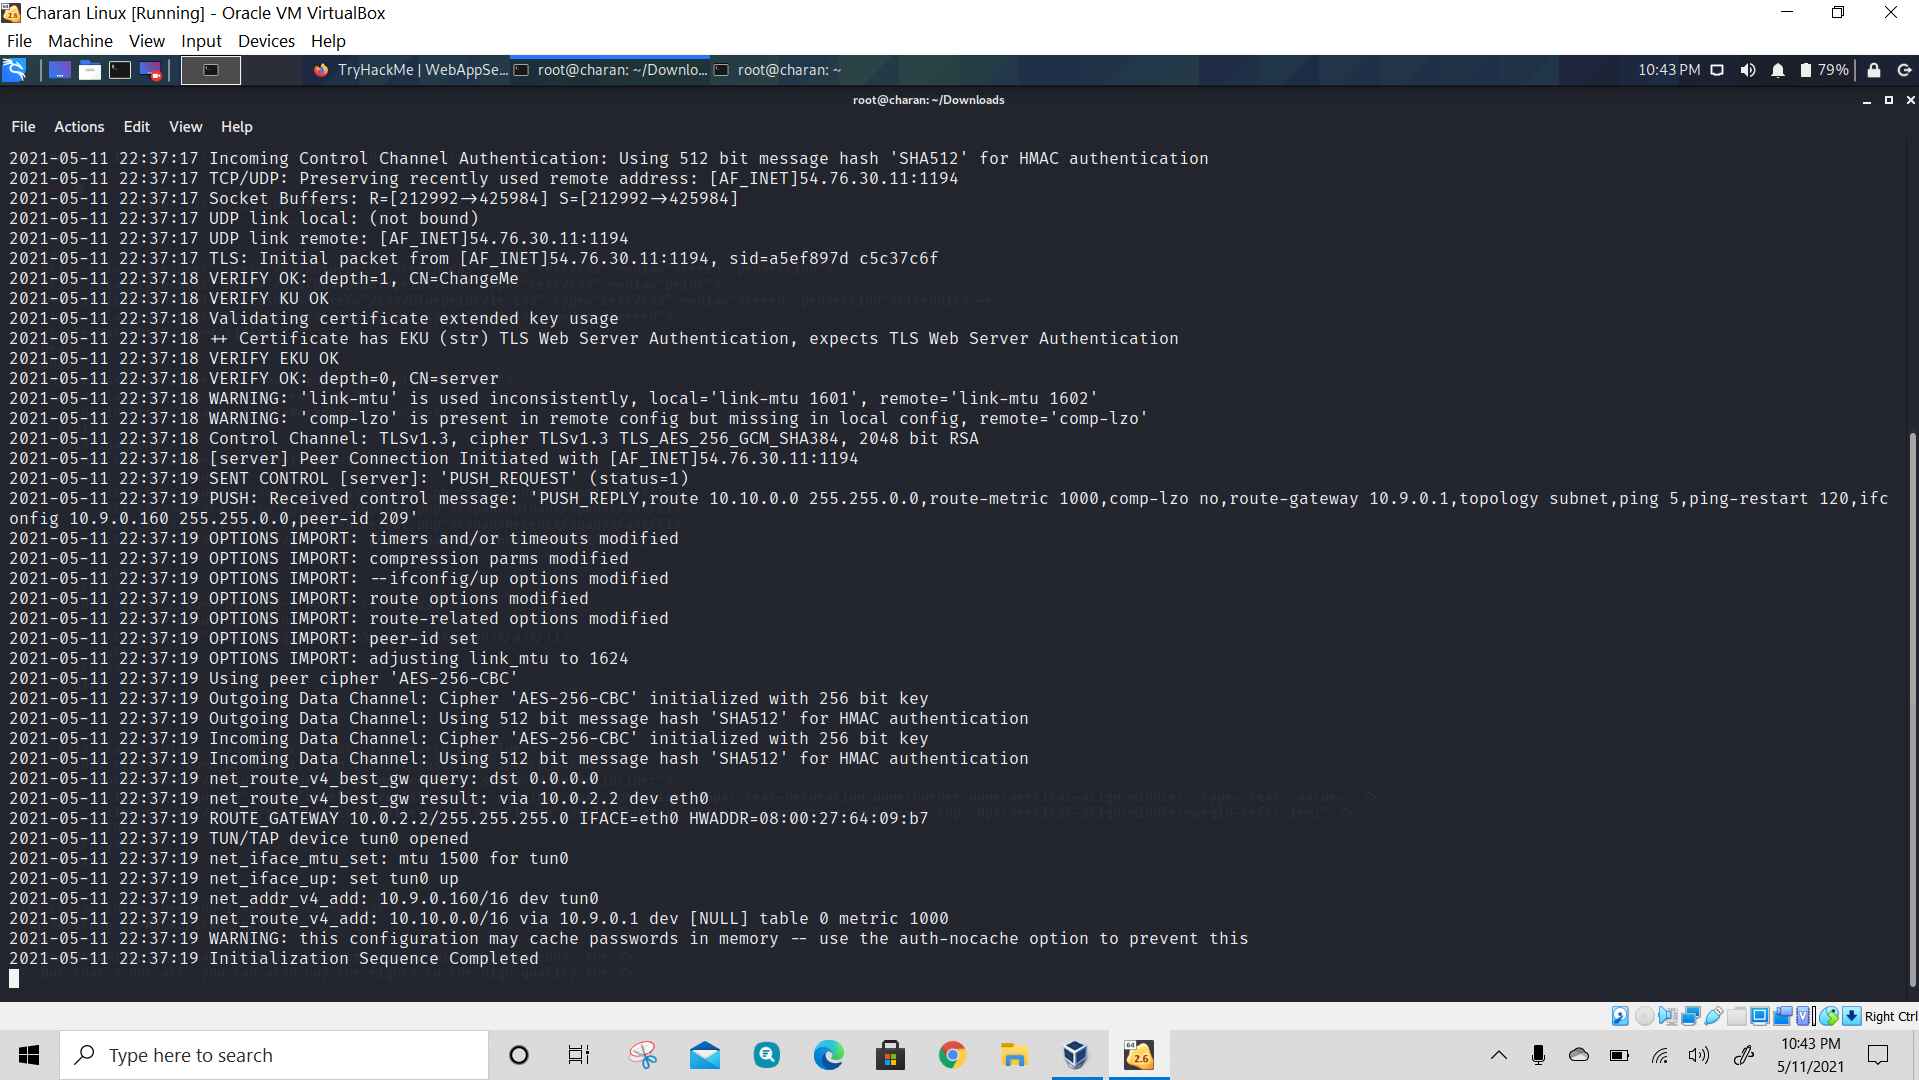 Charan Linux [Running] - Oracle VM VirtualBox
File Machine View Input Devices Help
TryHackMe | WebAppSe... root@charan: ~/Downlo... root@charan: ~ 10:43 PM 79%
root@charan: ~/Downloads
File Actions Edit View Help
2021-05-11 22:37:17 Incoming Control Channel Authentication: Using 512 bit message hash 'SHA512' for HMAC authentication
2021-05-11 22:37:17 TCP/UDP: Preserving recently used remote address: [AF_INET]54.76.30.11:1194
2021-05-11 22:37:17 Socket Buffers: R=[212992→425984] S=[212992→425984]
2021-05-11 22:37:17 UDP link local: (not bound)
2021-05-11 22:37:17 UDP link remote: [AF_INET]54.76.30.11:1194
2021-05-11 22:37:17 TLS: Initial packet from [AF_INET]54.76.30.11:1194, sid=a5ef897d c5c37c6f
2021-05-11 22:37:18 VERIFY OK: depth=1, CN=ChangeMe
2021-05-11 22:37:18 VERIFY KU OK
2021-05-11 22:37:18 Validating certificate extended key usage
2021-05-11 22:37:18 ++ Certificate has EKU (str) TLS Web Server Authentication, expects TLS Web Server Authentication
2021-05-11 22:37:18 VERIFY EKU OK
2021-05-11 22:37:18 VERIFY OK: depth=0, CN=server
2021-05-11 22:37:18 WARNING: 'link-mtu' is used inconsistently, local='link-mtu 1601', remote='link-mtu 1602'
2021-05-11 22:37:18 WARNING: 'comp-lzo' is present in remote config but missing in local config, remote='comp-lzo'
2021-05-11 22:37:18 Control Channel: TLSv1.3, cipher TLSv1.3 TLS_AES_256_GCM_SHA384, 2048 bit RSA
2021-05-11 22:37:18 [server] Peer Connection Initiated with [AF_INET]54.76.30.11:1194
2021-05-11 22:37:19 SENT CONTROL [server]: 'PUSH_REQUEST' (status=1)
2021-05-11 22:37:19 PUSH: Received control message: 'PUSH_REPLY,route 10.10.0.0 255.255.0.0,route-metric 1000,comp-lzo no,route-gateway 10.9.0.1,topology subnet,ping 5,ping-restart 120,ifc
onfig 10.9.0.160 255.255.0.0,peer-id 209'
2021-05-11 22:37:19 OPTIONS IMPORT: timers and/or timeouts modified
2021-05-11 22:37:19 OPTIONS IMPORT: compression parms modified
2021-05-11 22:37:19 OPTIONS IMPORT: --ifconfig/up options modified
2021-05-11 22:37:19 OPTIONS IMPORT: route options modified
2021-05-11 22:37:19 OPTIONS IMPORT: route-related options modified
2021-05-11 22:37:19 OPTIONS IMPORT: peer-id set
2021-05-11 22:37:19 OPTIONS IMPORT: adjusting link_mtu to 1624
2021-05-11 22:37:19 Using peer cipher 'AES-256-CBC'
2021-05-11 22:37:19 Outgoing Data Channel: Cipher 'AES-256-CBC' initialized with 256 bit key
2021-05-11 22:37:19 Outgoing Data Channel: Using 512 bit message hash 'SHA512' for HMAC authentication
2021-05-11 22:37:19 Incoming Data Channel: Cipher 'AES-256-CBC' initialized with 256 bit key
2021-05-11 22:37:19 Incoming Data Channel: Using 512 bit message hash 'SHA512' for HMAC authentication
2021-05-11 22:37:19 net_route_v4_best_gw query: dst 0.0.0.0
2021-05-11 22:37:19 net_route_v4_best_gw result: via 10.0.2.2 dev eth0
2021-05-11 22:37:19 ROUTE_GATEWAY 10.0.2.2/255.255.255.0 IFACE=eth0 HWADDR=08:00:27:64:09:b7
2021-05-11 22:37:19 TUN/TAP device tun0 opened
2021-05-11 22:37:19 net_iface_mtu_set: mtu 1500 for tun0
2021-05-11 22:37:19 net_iface_up: set tun0 up
2021-05-11 22:37:19 net_addr_v4_add: 10.9.0.160/16 dev tun0
2021-05-11 22:37:19 net_route_v4_add: 10.10.0.0/16 via 10.9.0.1 dev [NULL] table 0 metric 1000
2021-05-11 22:37:19 WARNING: this configuration may cache passwords in memory -- use the auth-nocache option to prevent this
2021-05-11 22:37:19 Initialization Sequence Completed
But that's not all, you can also buy the rights to the high quality <br />
Right Ctrl
Type here to search
10:43 PM
5/11/2021